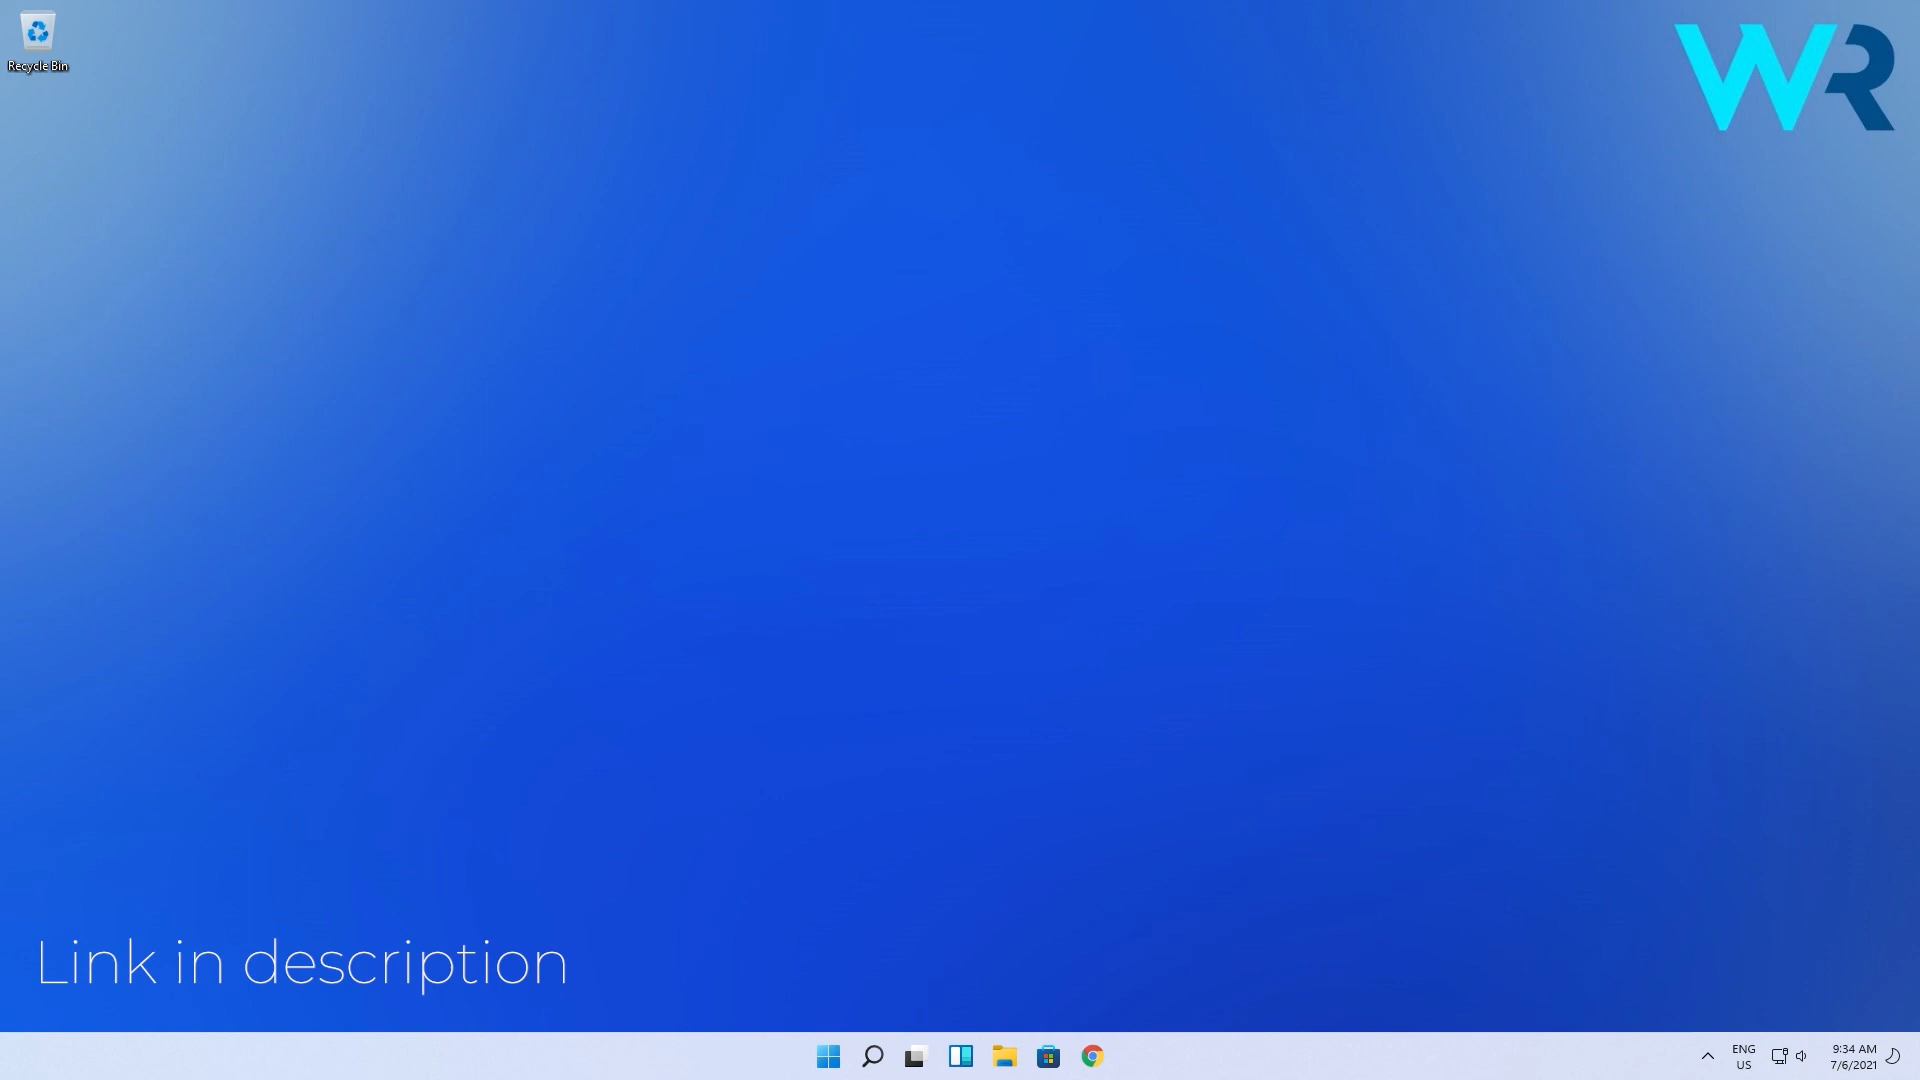 Recycle Bin
WR
Link in description
ENG
US
9:34 AM
7/6/2021